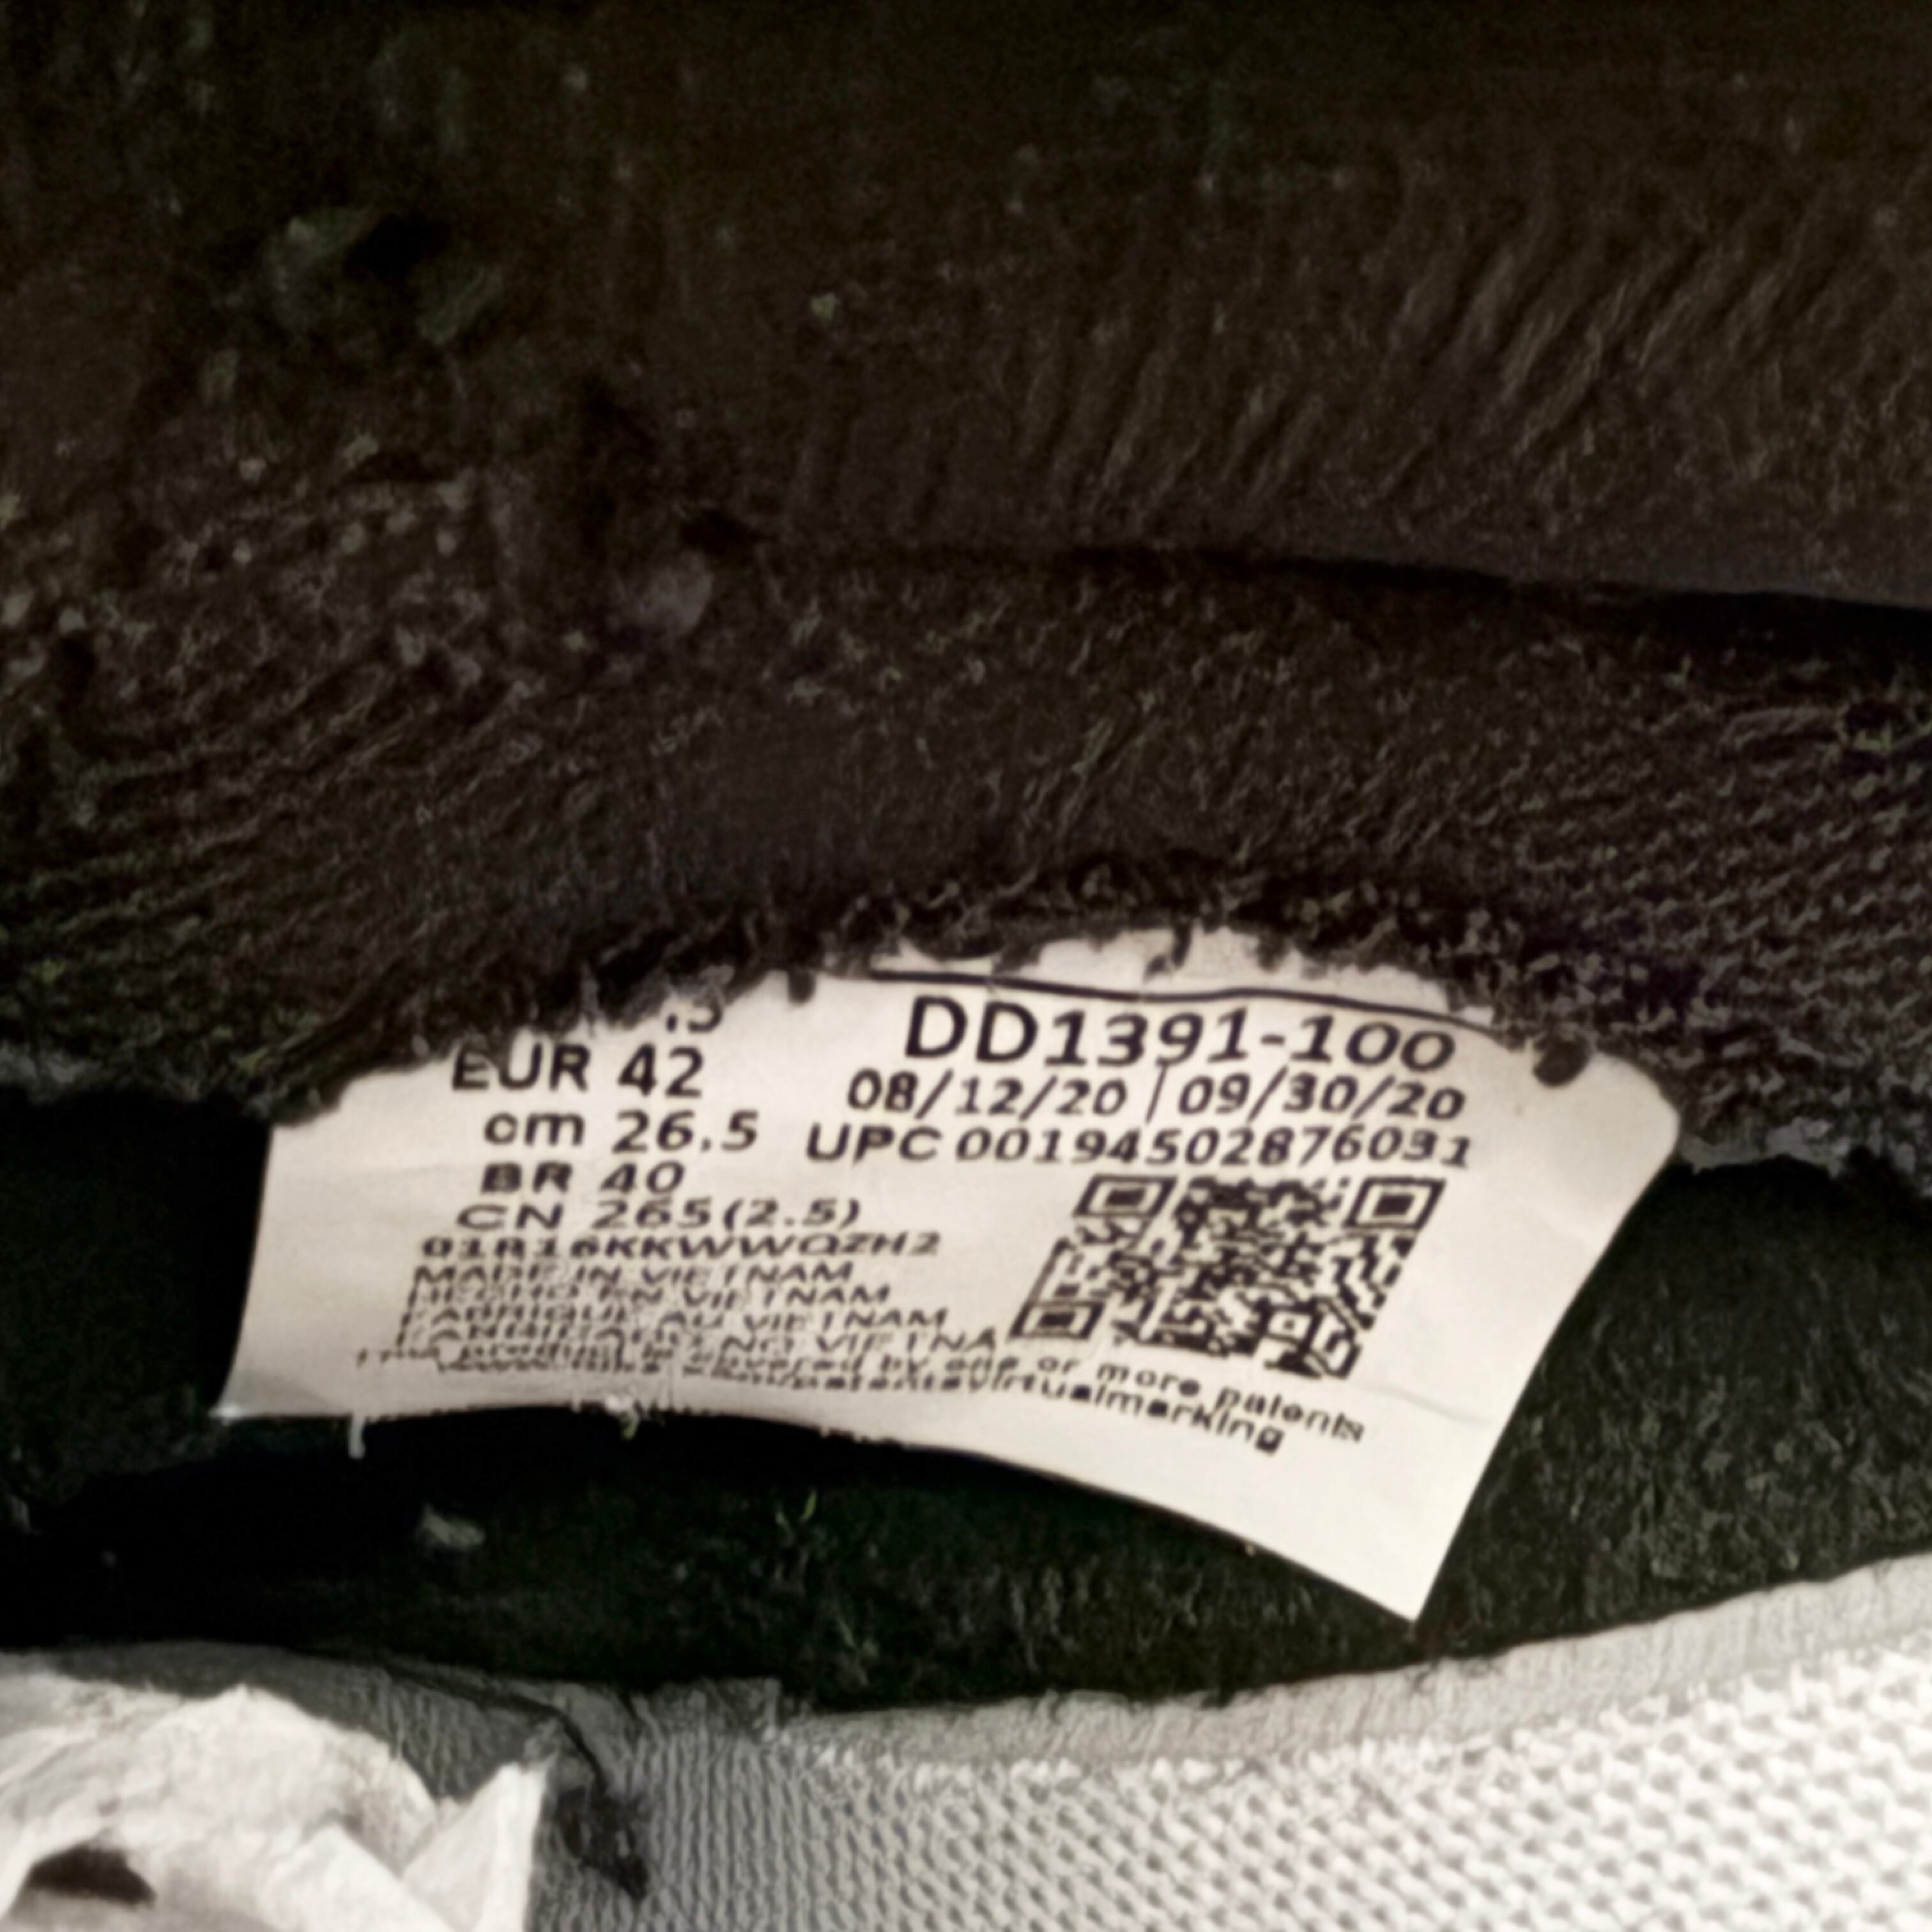 EUR 42
cm 26.5
BR 40
CN 265(2.5)
MADE IN VIETNAM
HECHO EN VIETNAM
FABRIQUE AU VIETNAM
NO VIETNA
product is covered by one or more patents
virtualmarking
DD1391-100
08/12/20 | 09/30/20
UPC 00194502876031